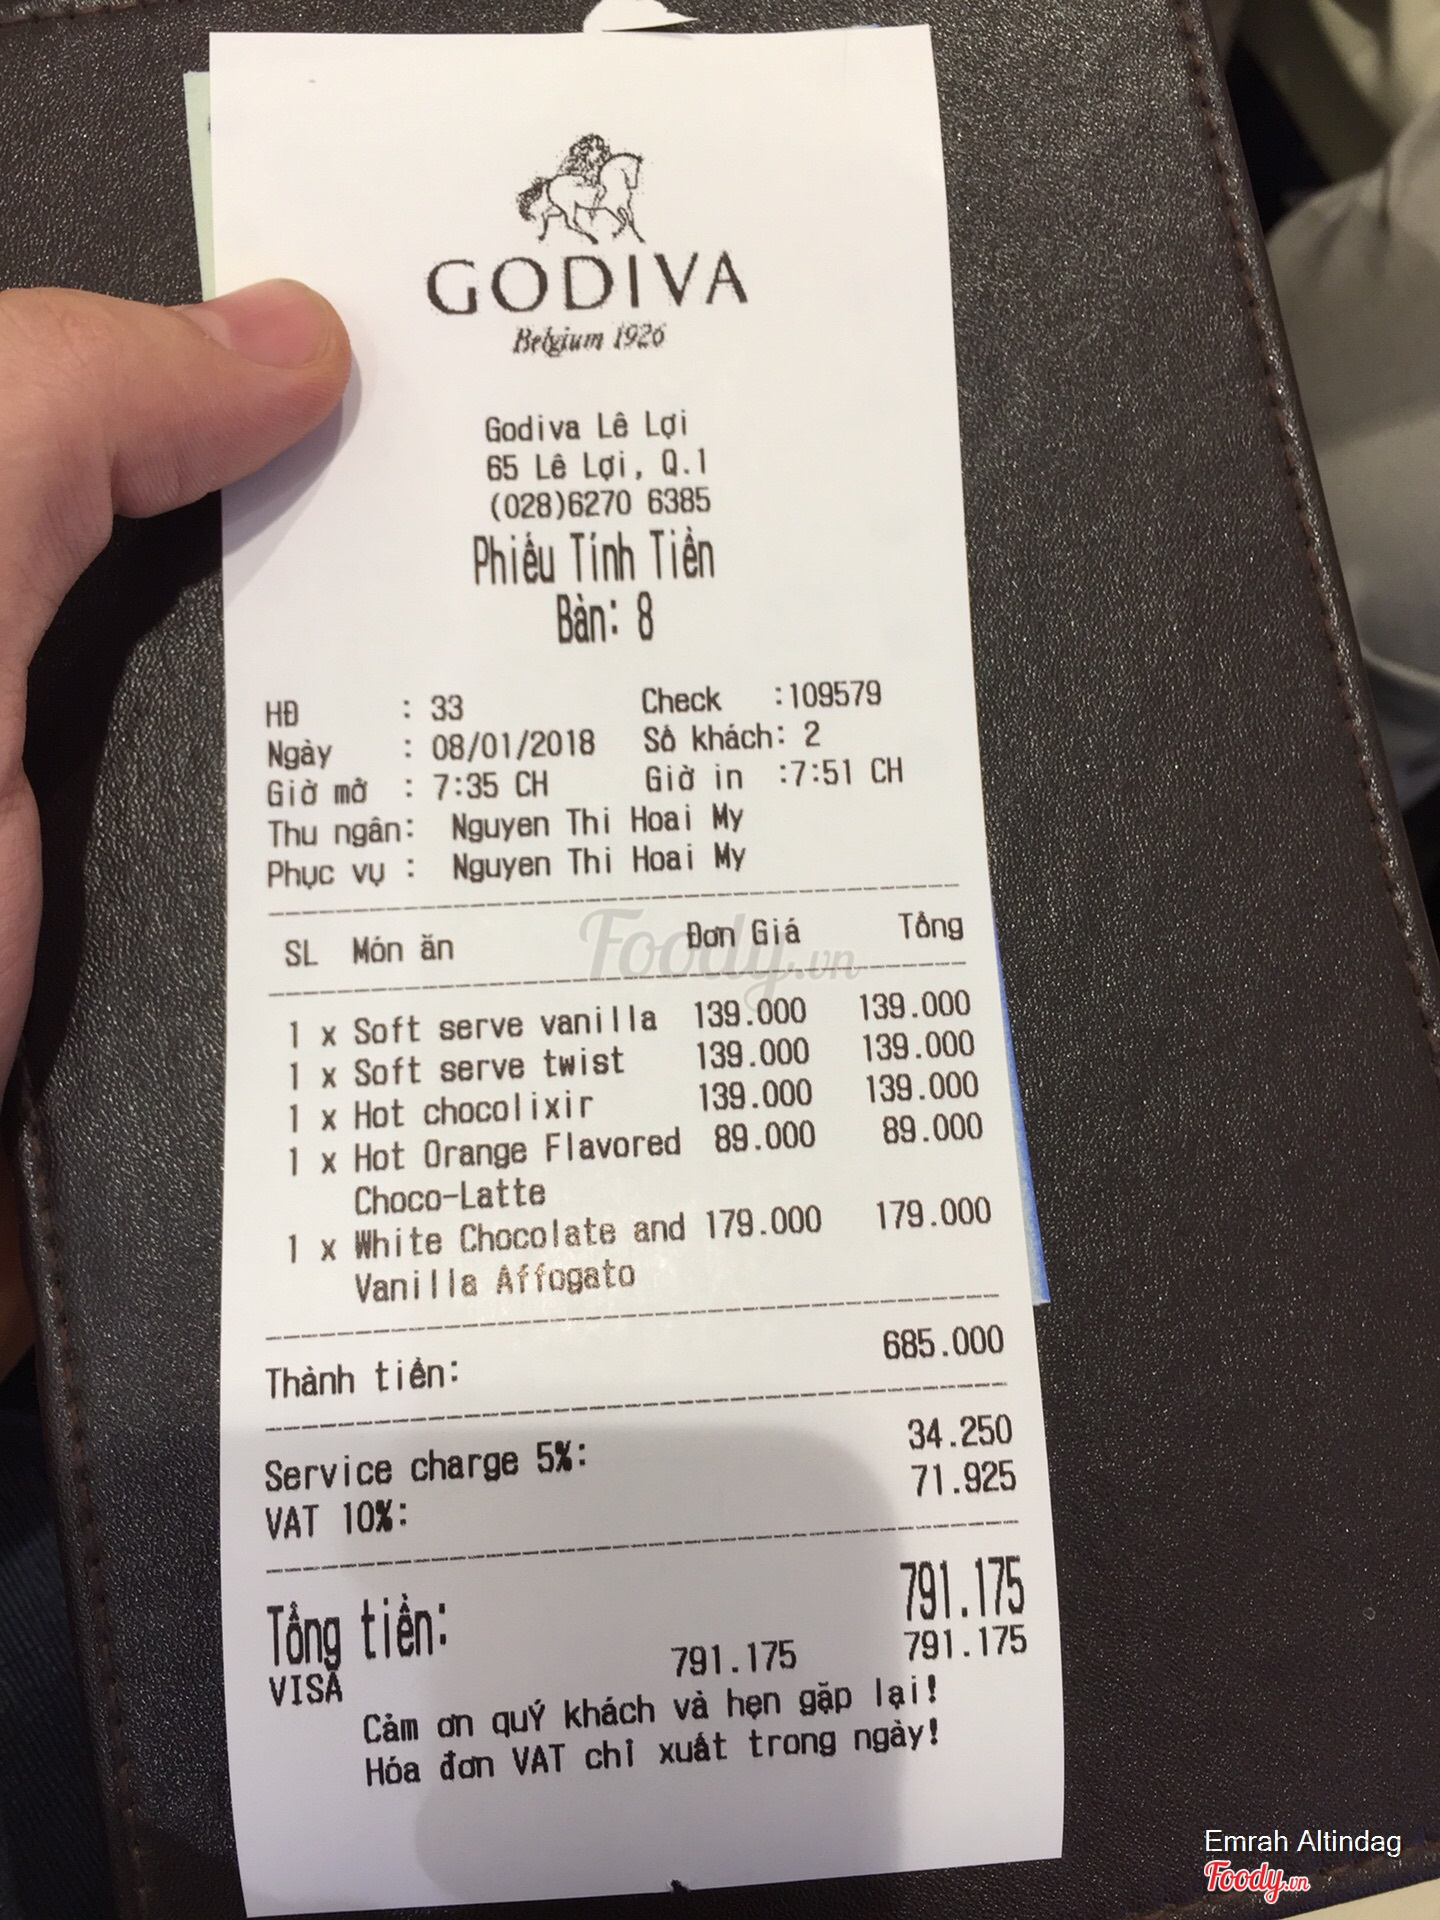 GODIVA
Belgium 1926
Godiva Lê Lợi
65 Lê Lợi, Q.1
(028)6270 6385
Phiếu Tính Tiền
Bàn: 8
HĐ : 33 Check :109579
Ngày : 08/01/2018 Số khách: 2
Giờ mở : 7:35 CH Giờ in :7:51 CH
Thu ngân: Nguyen Thi Hoai My
Phục vụ : Nguyen Thi Hoai My
SL Món ăn Đơn Giá Tổng
Foody.vn
1 x Soft serve vanilla 139.000 139.000
1 x Soft serve twist 139.000 139.000
1 x Hot chocolixir 139.000 139.000
1 x Hot Orange Flavored 89.000 89.000
Choco-Latte
1 x White Chocolate and 179.000 179.000
Vanilla Affogato
Thành tiền: 685.000
Service charge 5%: 34.250
VAT 10%: 71.925
Tổng tiền: 791.175
VISA 791.175 791.175
Cảm ơn quý khách và hẹn gặp lại!
Hóa đơn VAT chỉ xuất trong ngày!
Emrah Altindag
Foody.vn